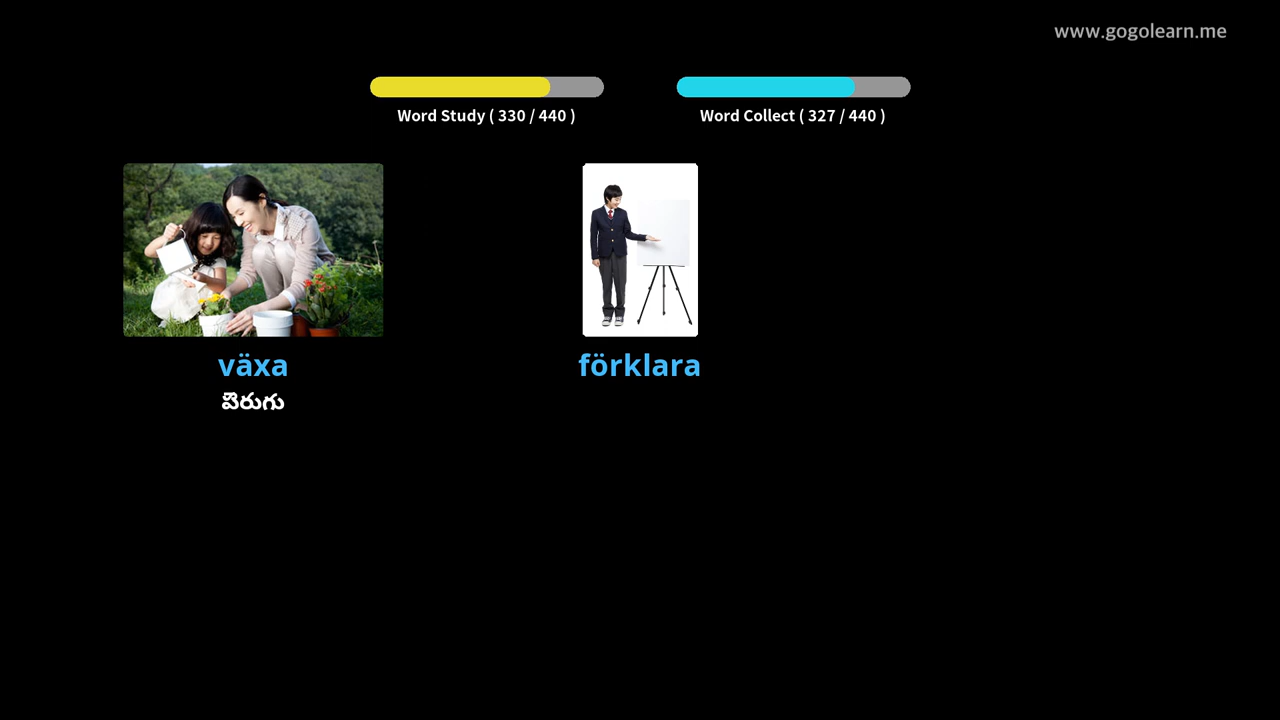 www.gogolearn.me
Word Study ( 330 / 440 )
Word Collect ( 327 / 440 )
växa
förklara
పెరుగు